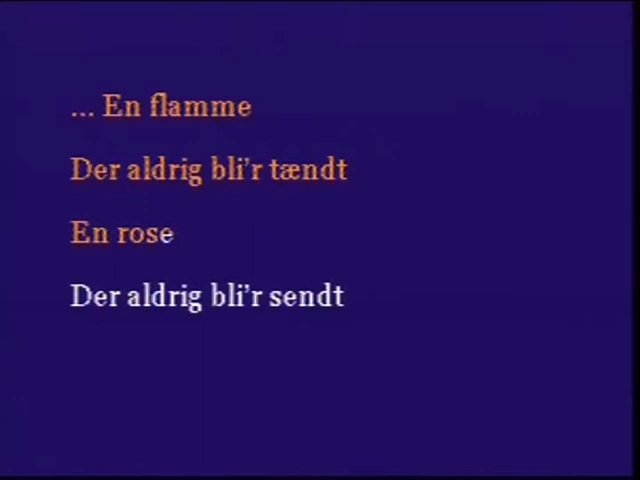 ... En flamme
Der aldrig bli'r tændt
En rose
Der aldrig bli'r sendt